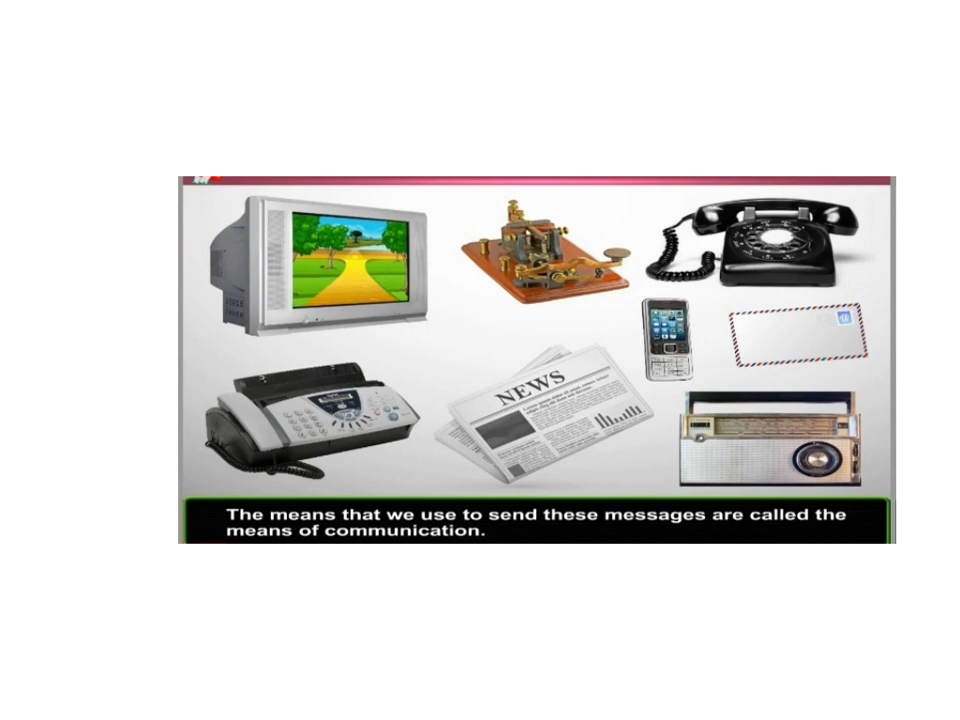 NEWS
The means that we use to send these messages are called the
means of communication.